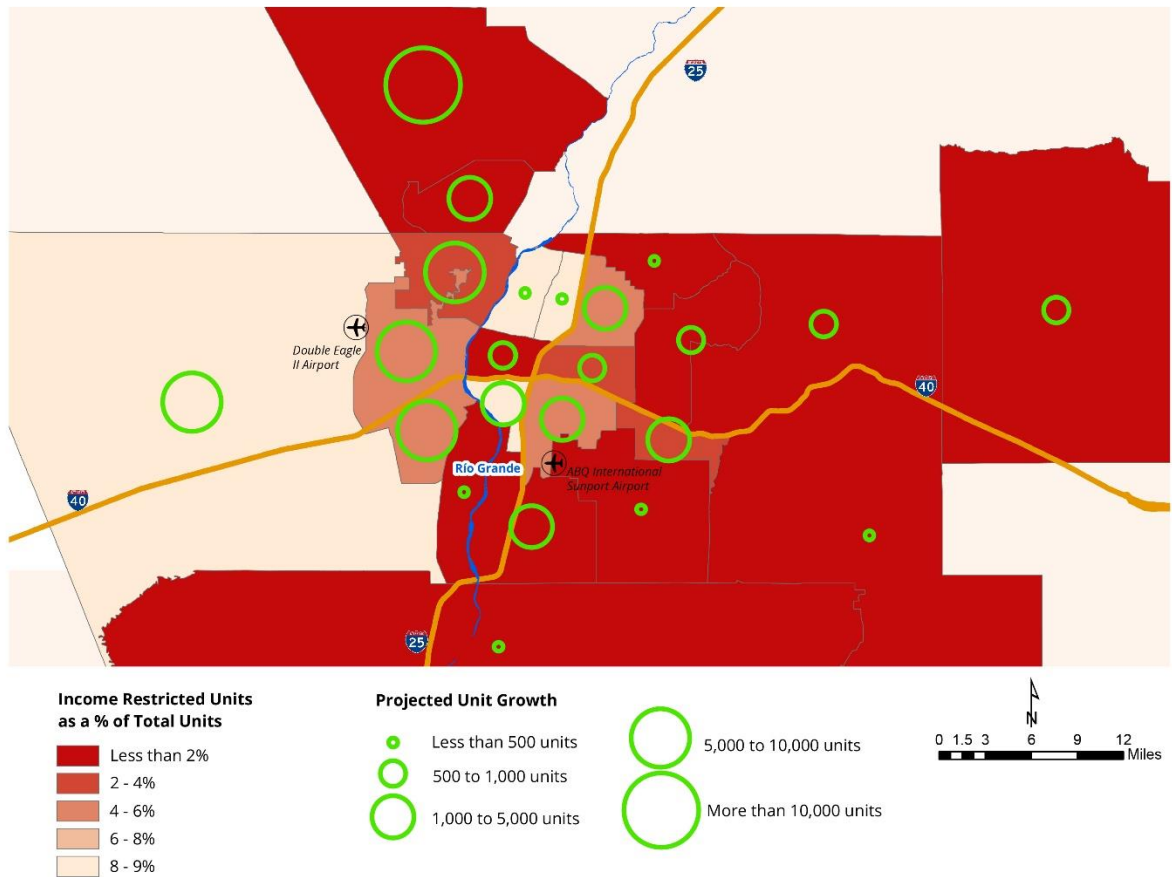 25
Double Eagle
II Airport
40
Río Grande
ABQ International
Sunport Airport
40
25
Income Restricted Units
as a % of Total Units
Less than 2%
2 - 4%
4 - 6%
6 - 8%
8 - 9%
Projected Unit Growth
Less than 500 units
500 to 1,000 units
1,000 to 5,000 units
5,000 to 10,000 units
More than 10,000 units
N
0 1.5 3 6 9 12
Miles